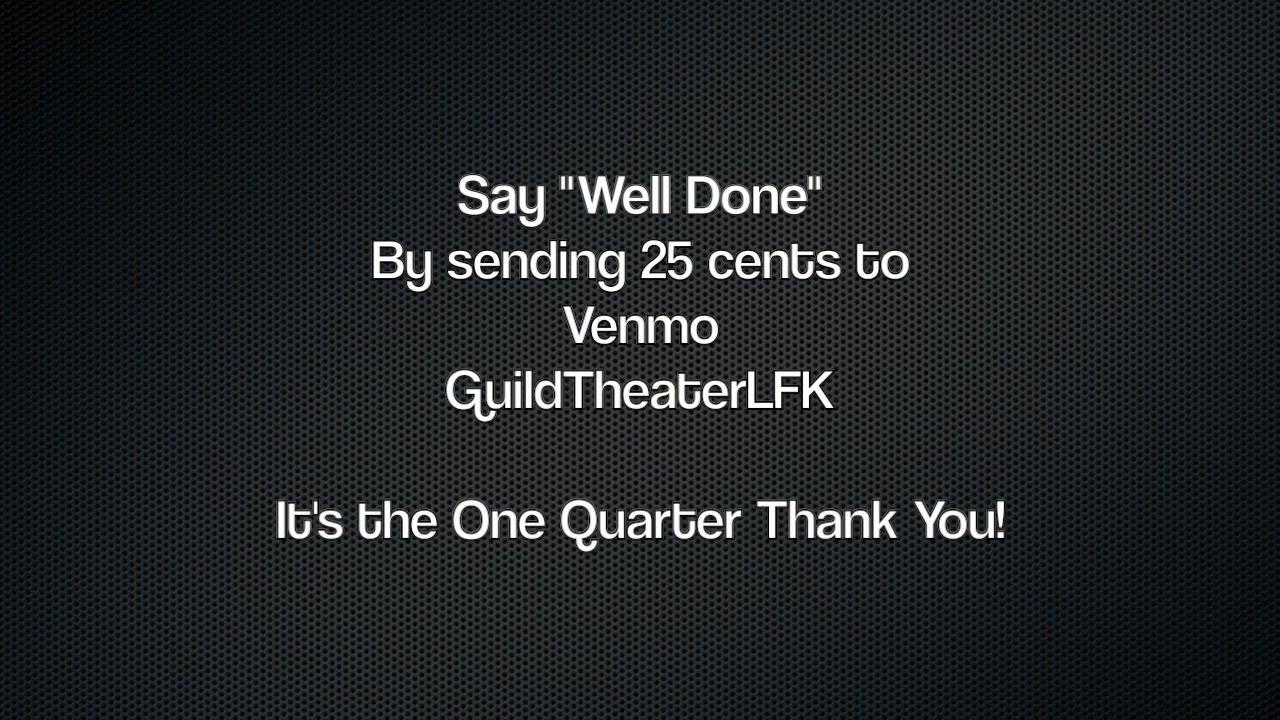 Say "Well Done"
By sending 25 cents to
Venmo
GuildTheaterLFK
It's the One Quarter Thank You!